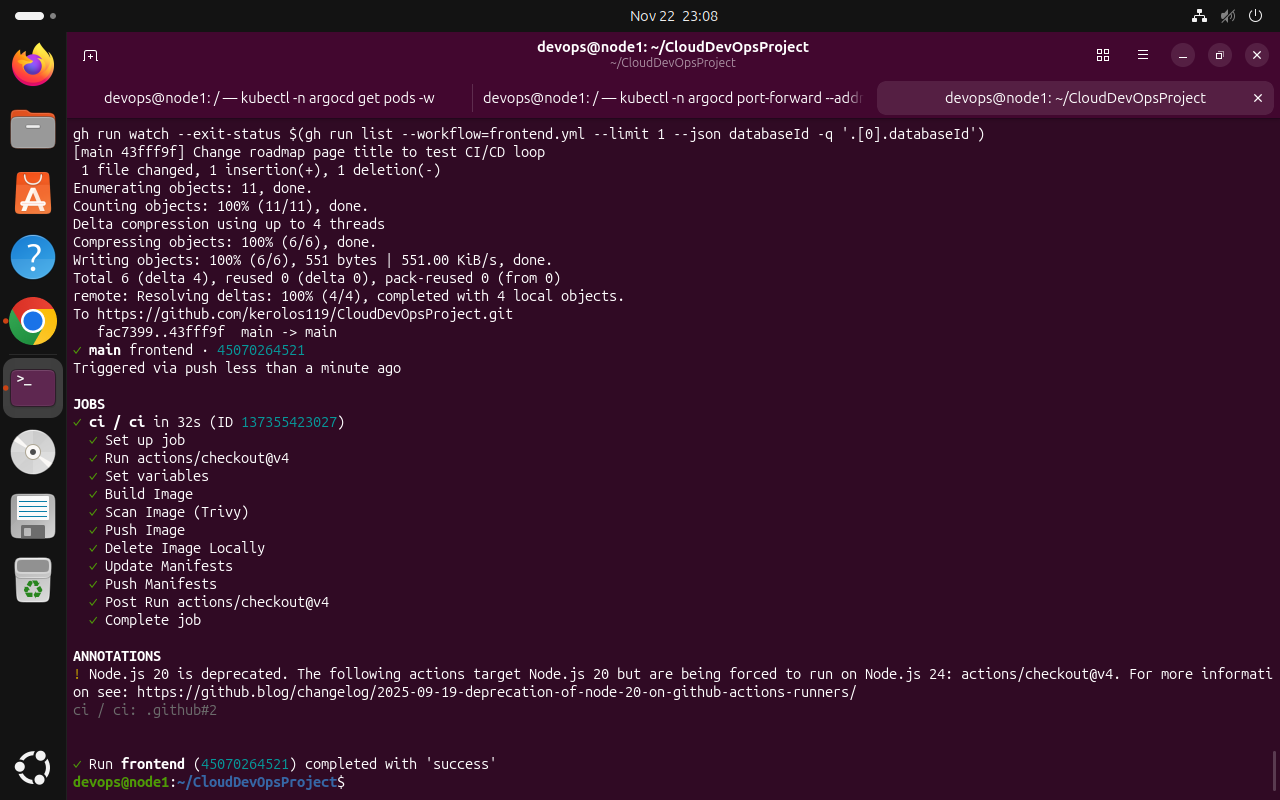 Nov 22 23:08
devops@node1: ~/CloudDevOpsProject
~/CloudDevOpsProject
devops@node1: / — kubectl -n argocd get pods -w
devops@node1: / — kubectl -n argocd port-forward --addr
devops@node1: ~/CloudDevOpsProject
gh run watch --exit-status $(gh run list --workflow=frontend.yml --limit 1 --json databaseId -q '.[0].databaseId')
[main 43fff9f] Change roadmap page title to test CI/CD loop
1 file changed, 1 insertion(+), 1 deletion(-)
Enumerating objects: 11, done.
Counting objects: 100% (11/11), done.
Delta compression using up to 4 threads
Compressing objects: 100% (6/6), done.
Writing objects: 100% (6/6), 551 bytes | 551.00 KiB/s, done.
Total 6 (delta 4), reused 0 (delta 0), pack-reused 0 (from 0)
remote: Resolving deltas: 100% (4/4), completed with 4 local objects.
To https://github.com/kerolos119/CloudDevOpsProject.git
fac7399..43fff9f  main -> main
✓ main frontend · 45070264521
Triggered via push less than a minute ago
JOBS
✓ ci / ci in 32s (ID 137355423027)
✓ Set up job
✓ Run actions/checkout@v4
✓ Set variables
✓ Build Image
✓ Scan Image (Trivy)
✓ Push Image
✓ Delete Image Locally
✓ Update Manifests
✓ Push Manifests
✓ Post Run actions/checkout@v4
✓ Complete job
ANNOTATIONS
! Node.js 20 is deprecated. The following actions target Node.js 20 but are being forced to run on Node.js 24: actions/checkout@v4. For more informati
on see: https://github.blog/changelog/2025-09-19-deprecation-of-node-20-on-github-actions-runners/
ci / ci: .github#2
✓ Run frontend (45070264521) completed with 'success'
devops@node1:~/CloudDevOpsProject$